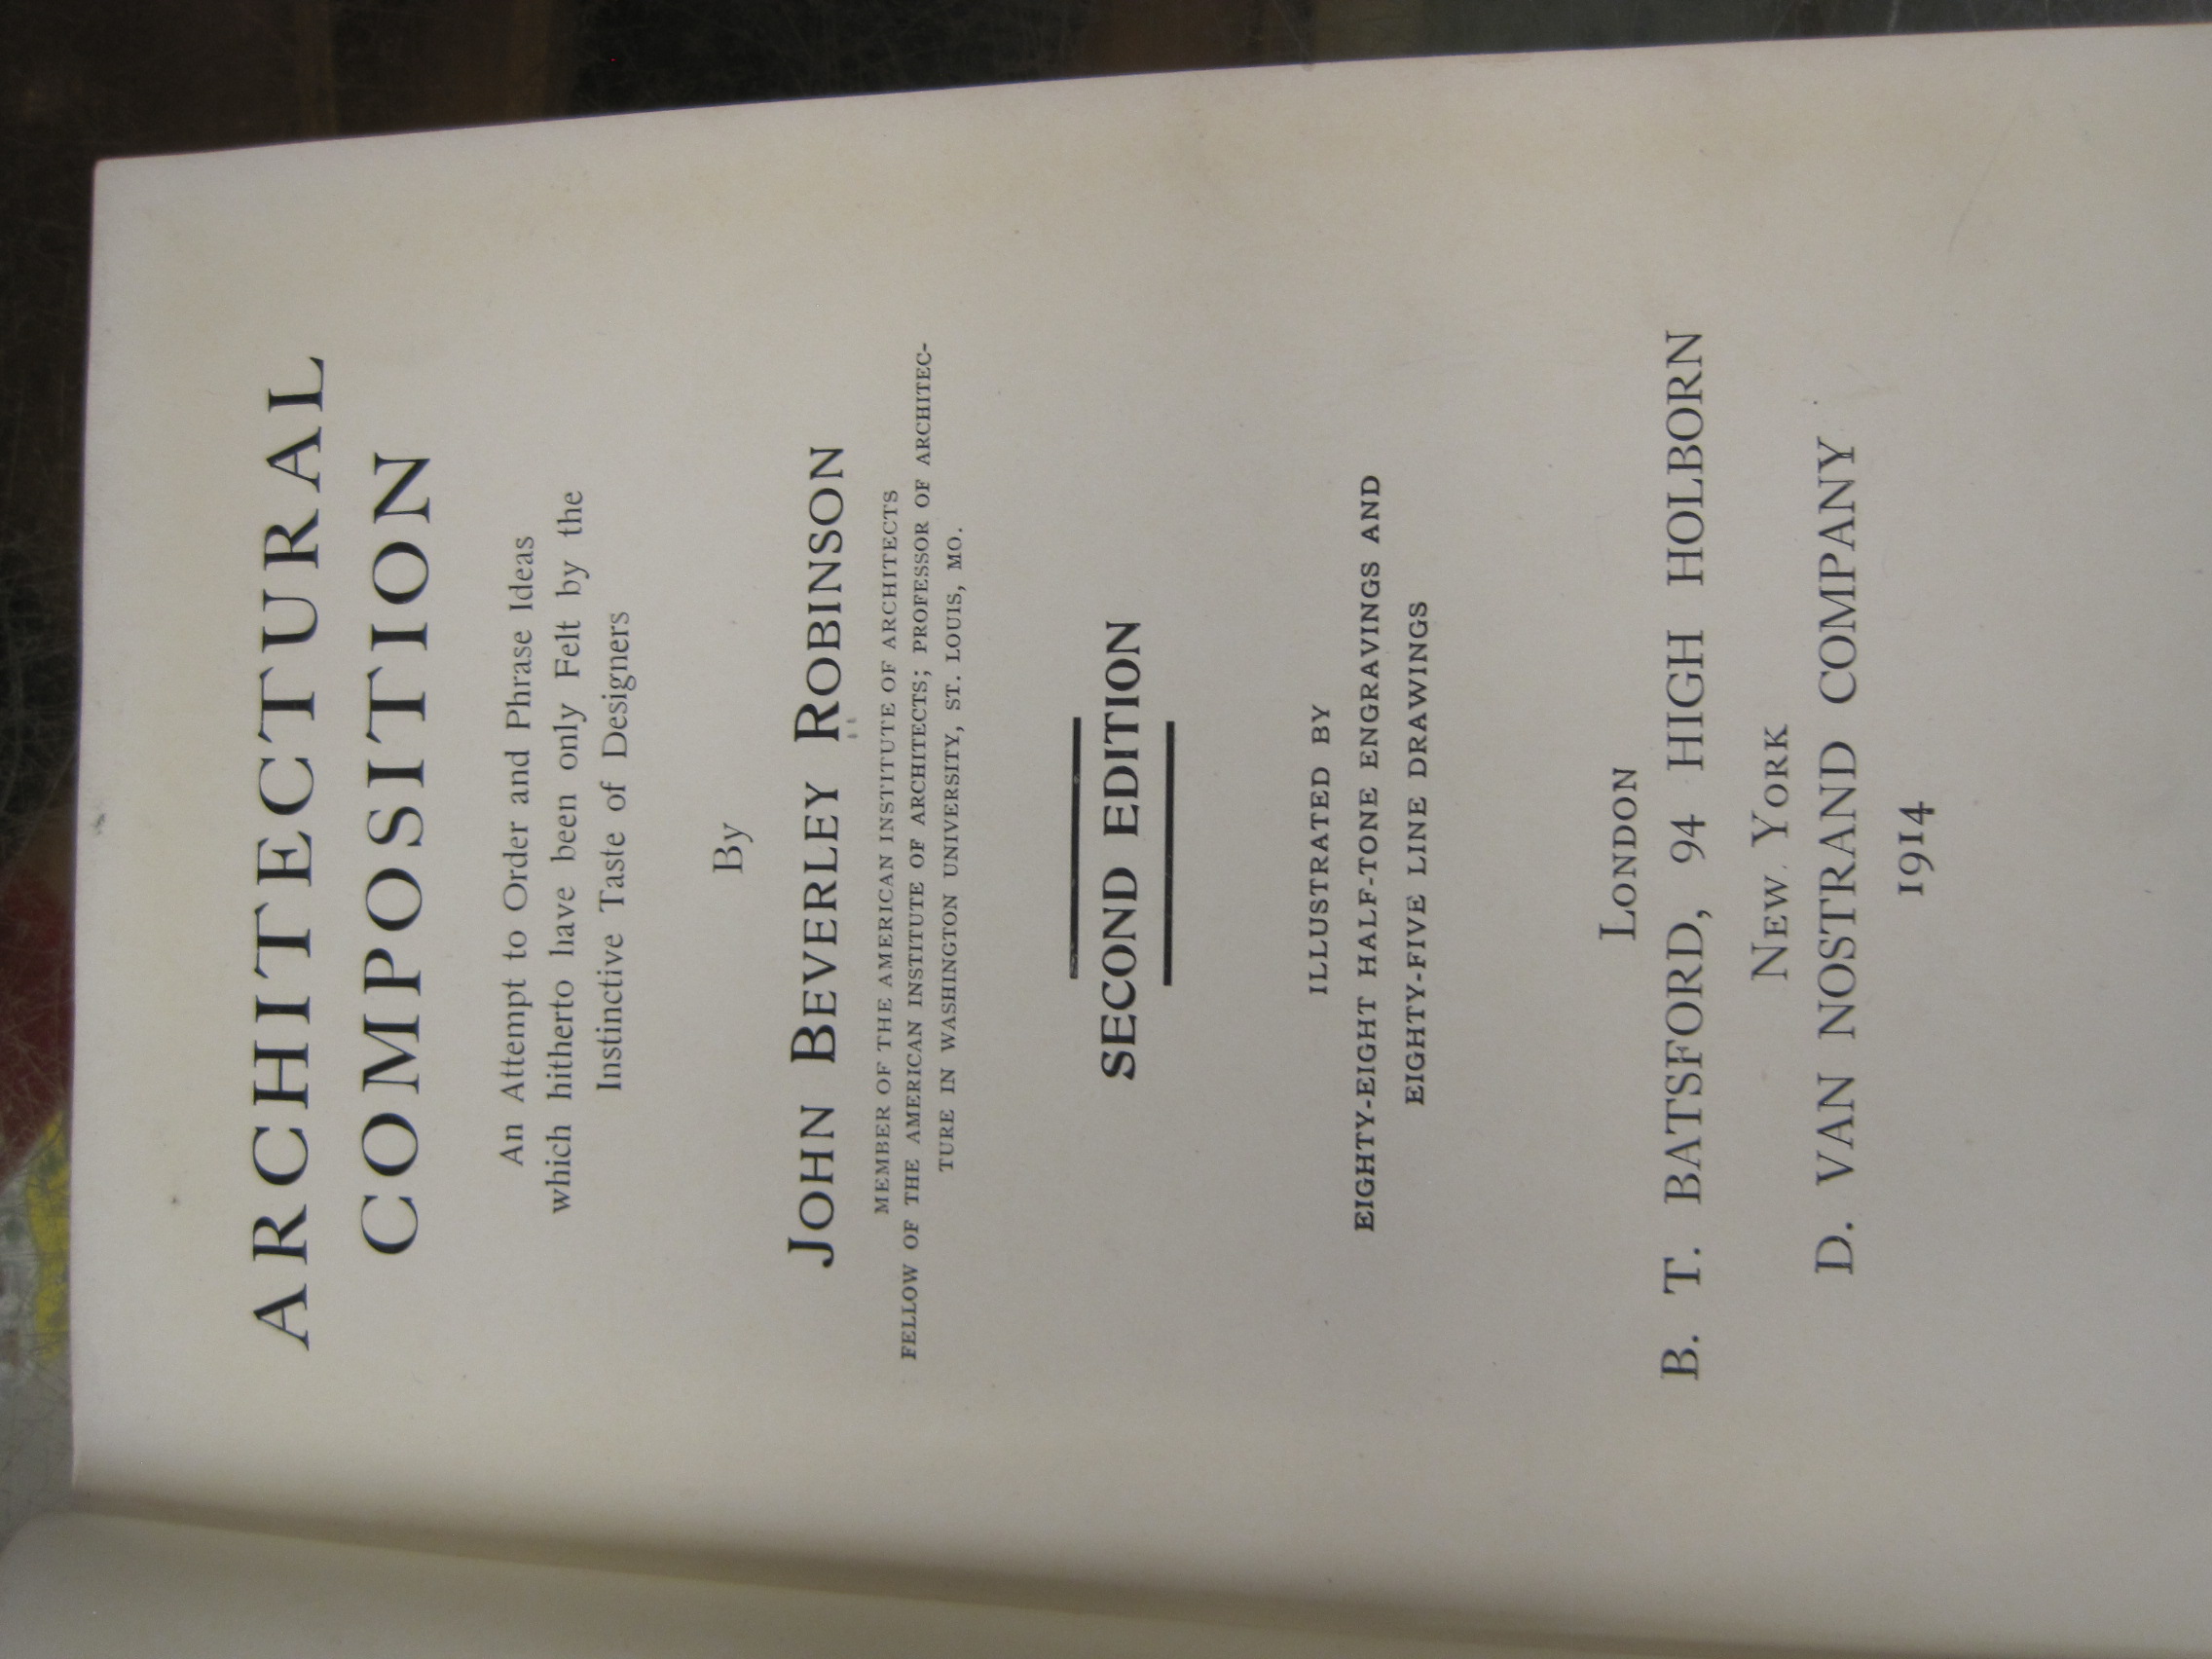 ARCHITECTURAL
COMPOSITION
An Attempt to Order and Phrase Ideas
which hitherto have been only Felt by the
Instinctive Taste of Designers
By
JOHN BEVERLEY ROBINSON
MEMBER OF THE AMERICAN INSTITUTE OF ARCHITECTS
FELLOW OF THE AMERICAN INSTITUTE OF ARCHITECTS; PROFESSOR OF ARCHITEC-
TURE IN WASHINGTON UNIVERSITY, ST. LOUIS, MO.
SECOND EDITION
ILLUSTRATED BY
EIGHTY-EIGHT HALF-TONE ENGRAVINGS AND
EIGHTY-FIVE LINE DRAWINGS
LONDON
B. T. BATSFORD, 94 HIGH HOLBORN
NEW YORK
D. VAN NOSTRAND COMPANY
1914